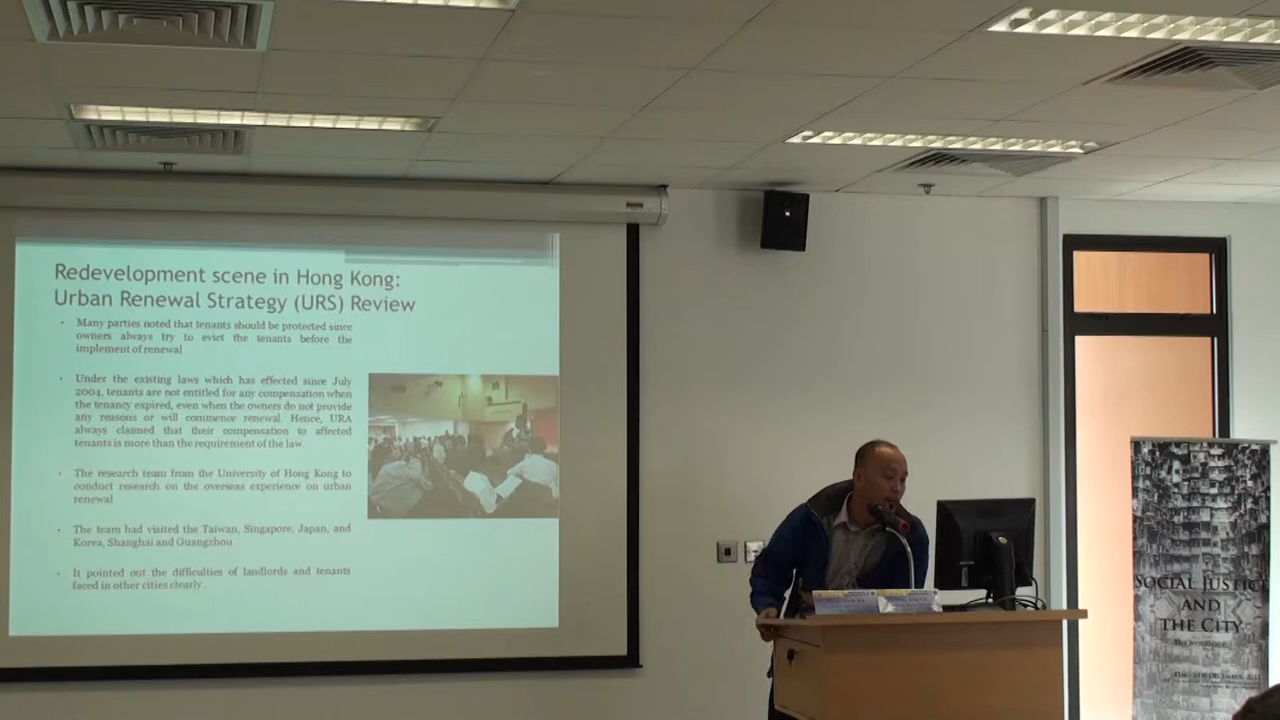 Redevelopment scene in Hong Kong:
Urban Renewal Strategy (URS) Review
Many parties noted that tenants should be protected since
owners always try to evict the tenants before the
implement of renewal
Under the existing laws which has effected since July
2004, tenants are not entitled for any compensation when
the tenancy expired, even when the owners do not provide
any reasons or will commence renewal. Hence, URA
always claimed that their compensation to affected
tenants is more than the requirement of the law.
The research team from the University of Hong Kong to
conduct research on the overseas experience on urban
renewal
The team had visited the Taiwan, Singapore, Japan, and
Korea, Shanghai and Guangzhou
It pointed out the difficulties of landlords and tenants
faced in other cities clearly.
SOCIAL JUSTICE
AND
THE CITY